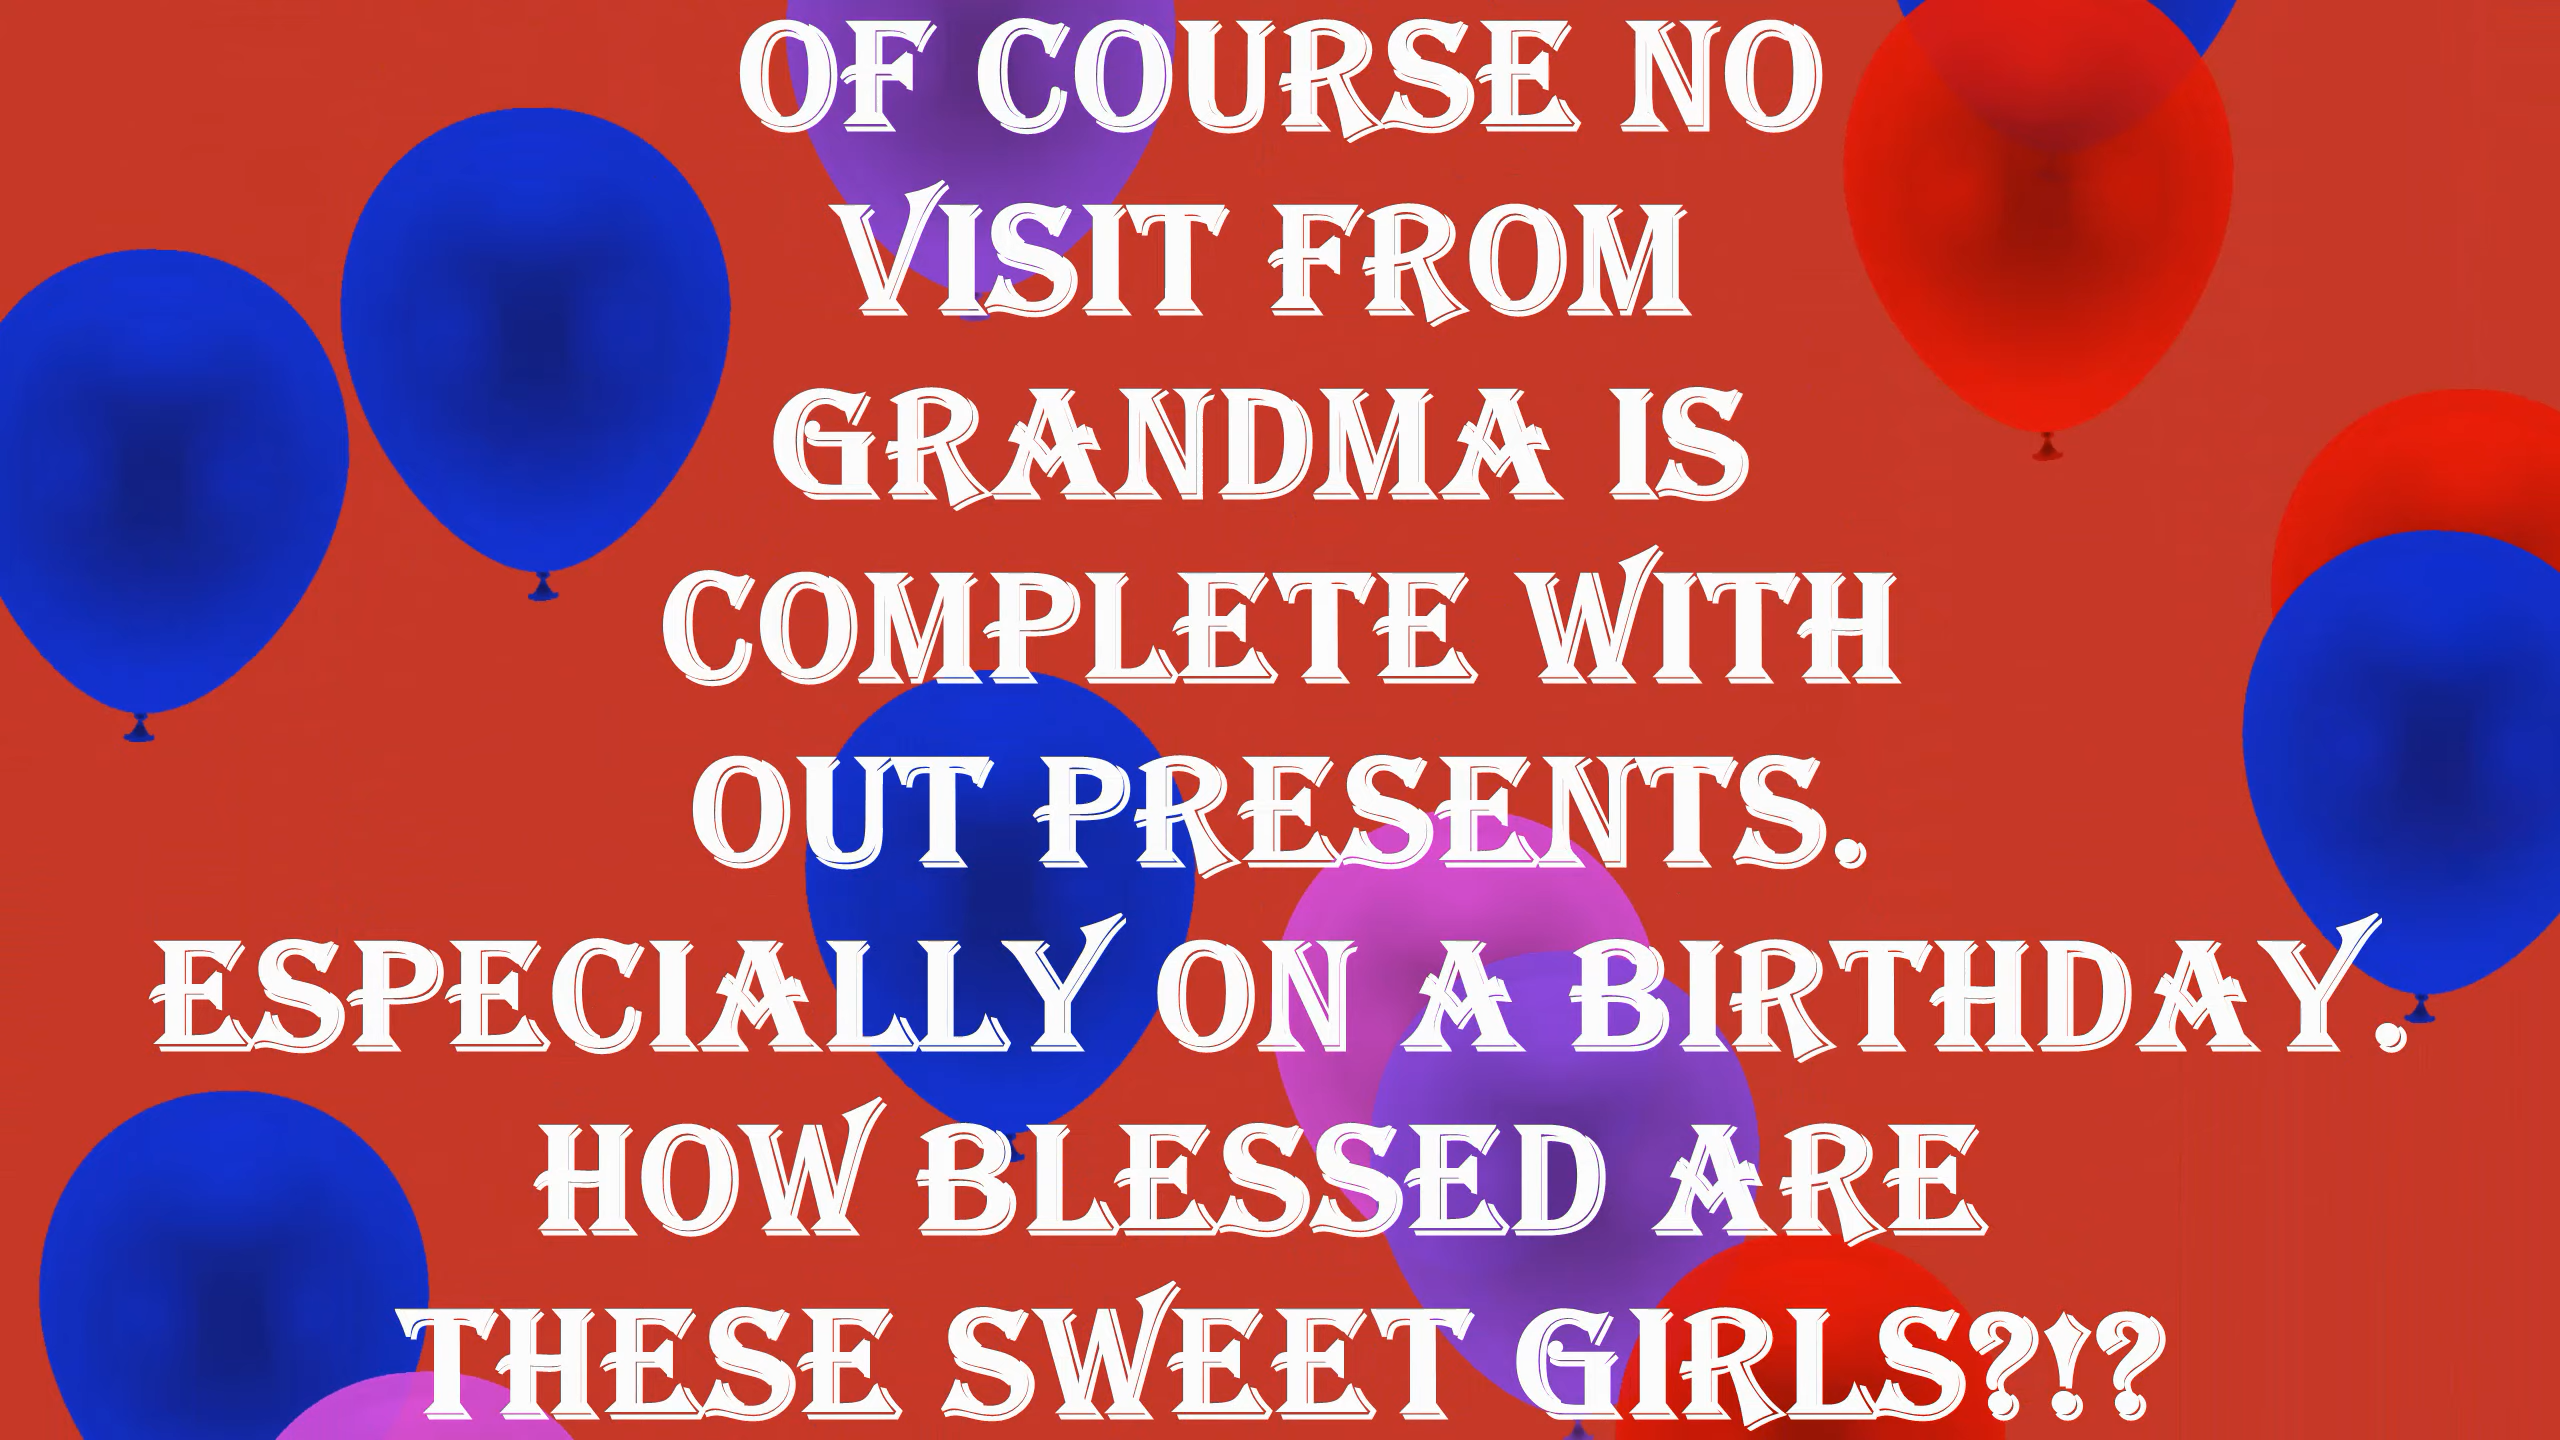 OF COURSE NO
VISIT FROM
GRANDMA IS
COMPLETE WITH
OUT PRESENTS.
ESPECIALLY ON A BIRTHDAY.
HOW BLESSED ARE
THESE SWEET GIRLS?!?